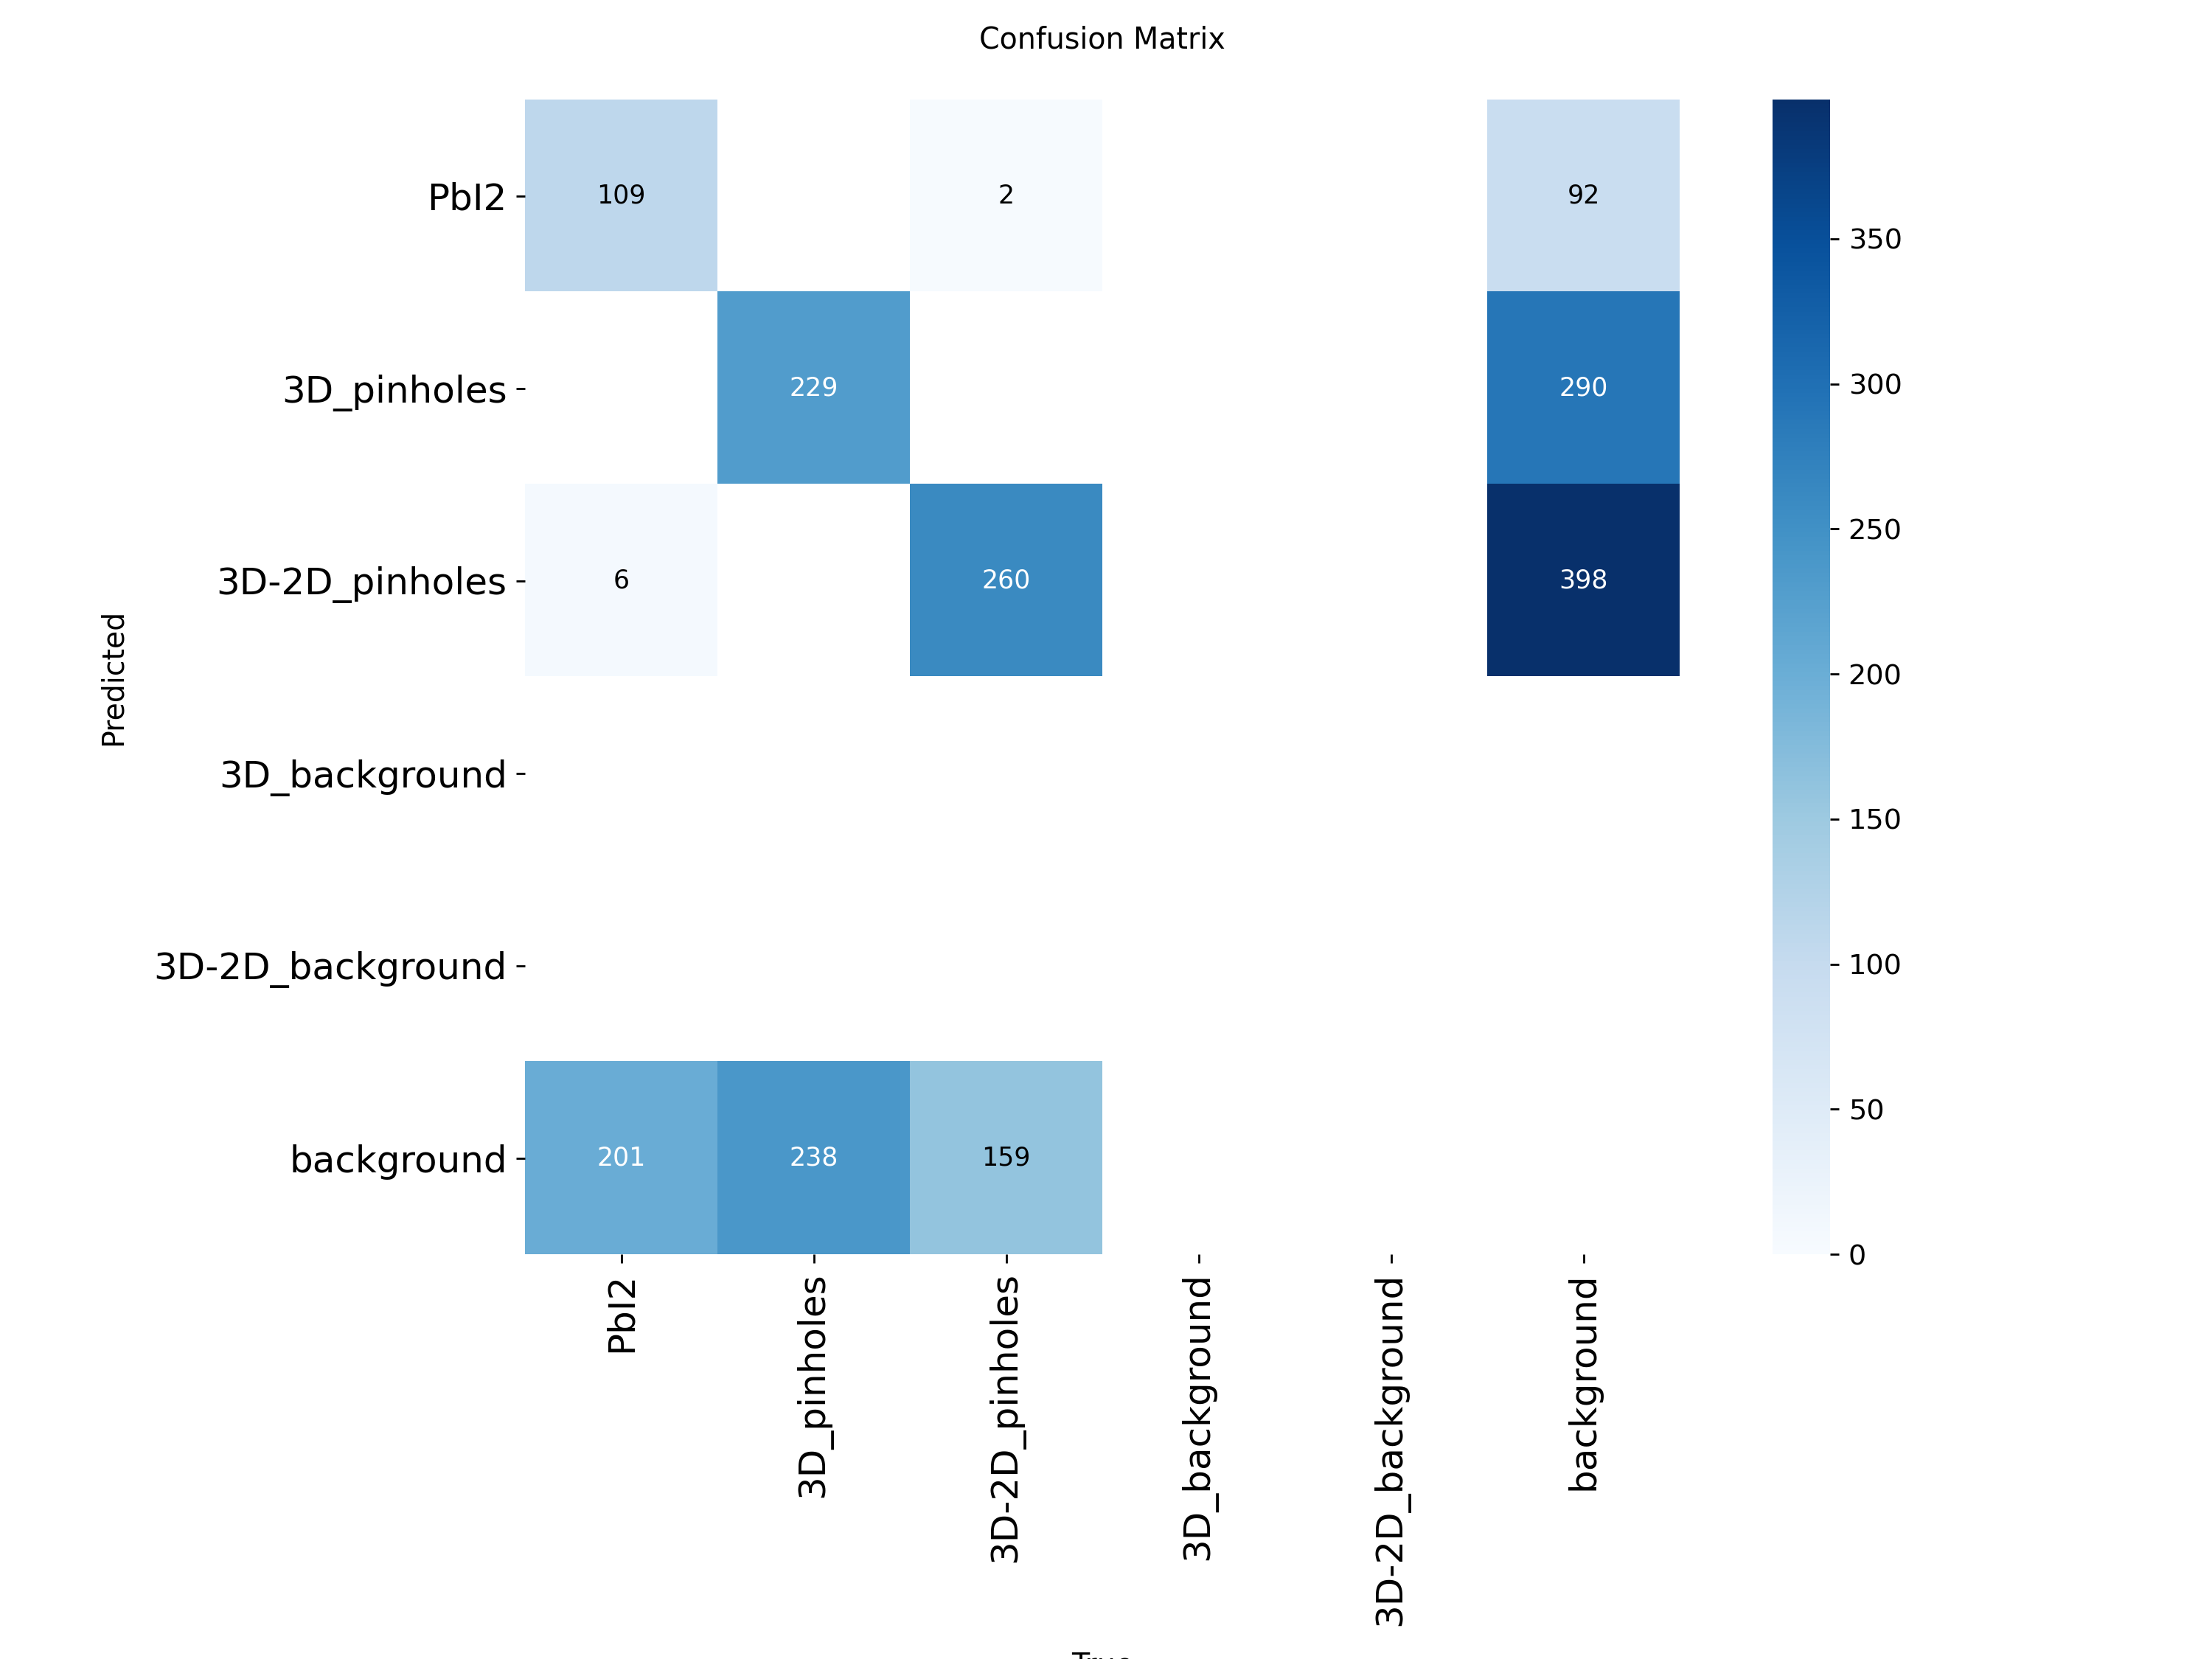 Confusion Matrix
PbI2
109
2
92
3D_pinholes
229
290
3D-2D_pinholes
6
260
398
3D_background
3D-2D_background
background
201
238
159
Predicted
PbI2
3D_pinholes
3D-2D_pinholes
3D_background
3D-2D_background
background
True
350
300
250
200
150
100
50
0